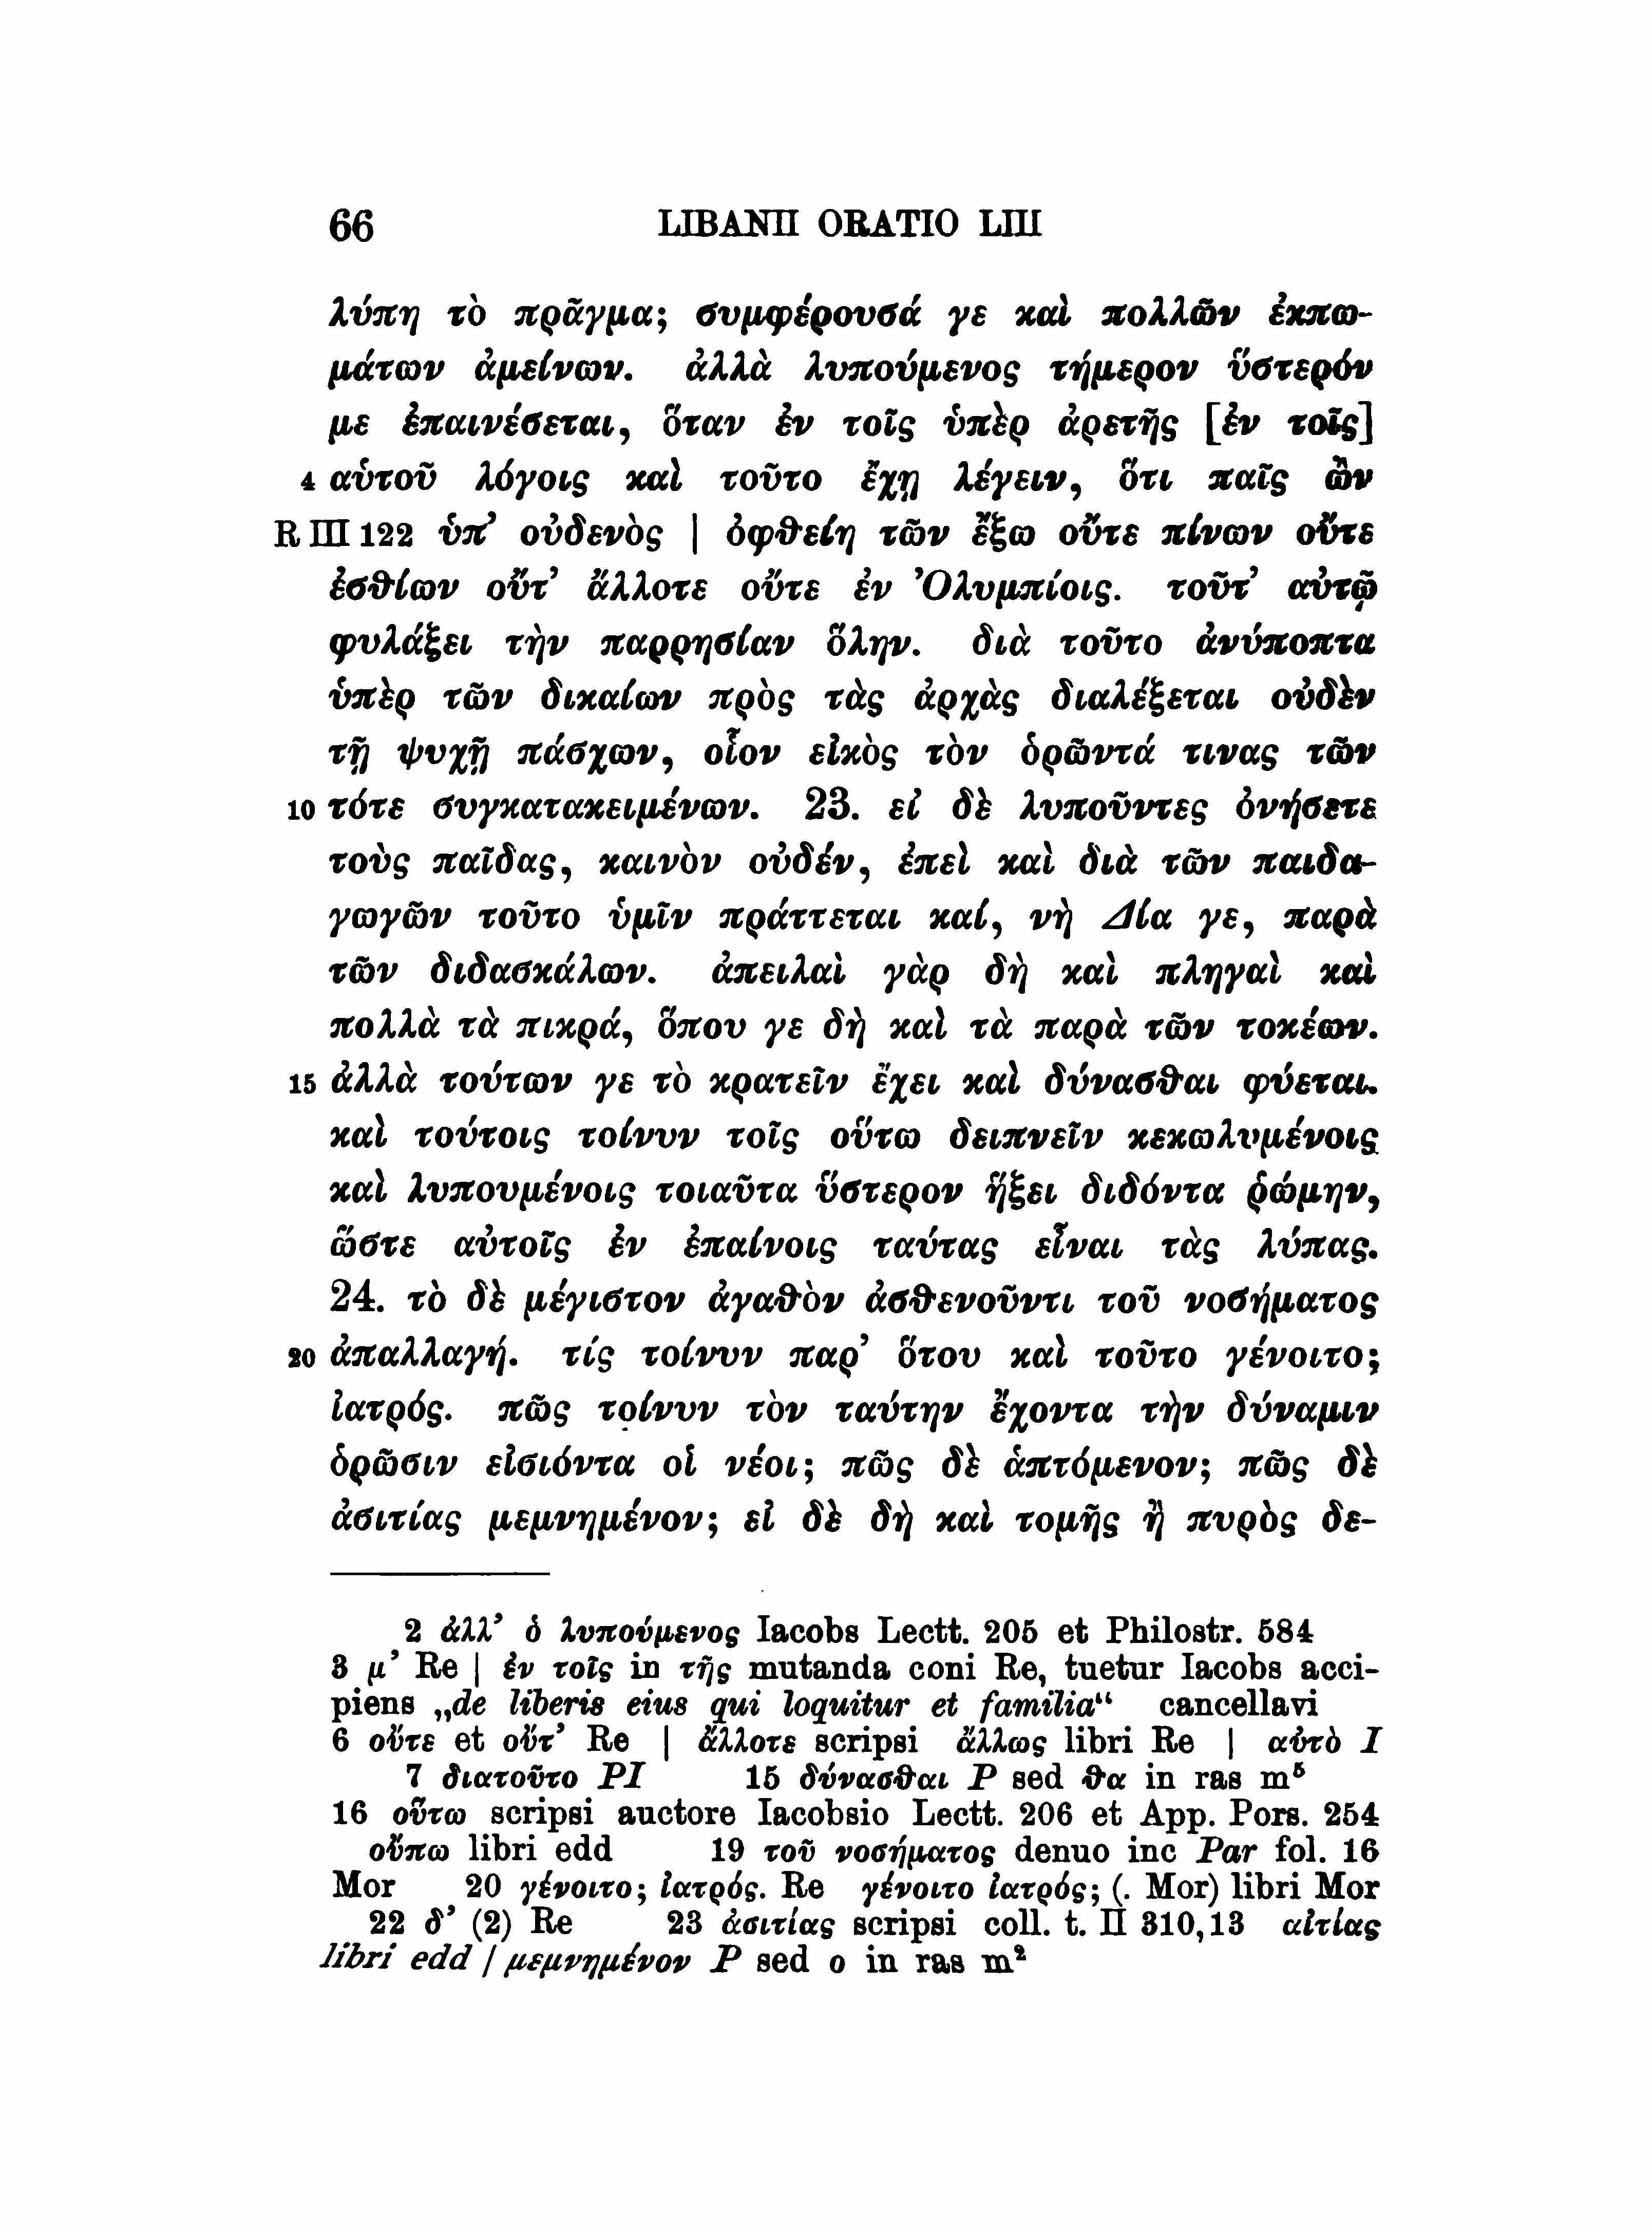 66 LIBANII ORATIO LIII
λύπη τὸ πρᾶγμα; συμφέρουσά γε καὶ πολλῶν ἐκπω-
μάτων ἀμείνων. ἀλλὰ λυπούμενος τήμερον ὕστερόν
με ἐπαινέσεται, ὅταν ἐν τοῖς ὑπὲρ ἀρετῆς [ἐν τοῖς]
4 αὑτοῦ λόγοις καὶ τοῦτο ἔχῃ λέγειν, ὅτι παῖς ὢν
R III 122 ὑπ’ οὐδενὸς | ὀφθείη τῶν ἔξω οὔτε πίνων οὔτε
ἐσθίων οὔτ’ ἄλλοτε οὔτε ἐν Ὀλυμπίοις. τοῦτ’ αὐτῷ
φυλάξει τὴν παρρησίαν ὅλην. διὰ τοῦτο ἀνύποπτα
ὑπὲρ τῶν δικαίων πρὸς τὰς ἀρχὰς διαλέξεται οὐδὲν
τῇ ψυχῇ πάσχων, οἷον εἰκὸς τὸν ὁρῶντά τινας τῶν
10 τότε συγκατακειμένων. 23. εἰ δὲ λυποῦντες ὀνήσετε
τοὺς παῖδας, καινὸν οὐδέν, ἐπεὶ καὶ διὰ τῶν παιδα-
γωγῶν τοῦτο ὑμῖν πράττεται καί, νὴ Δία γε, παρὰ
τῶν διδασκάλων. ἀπειλαὶ γὰρ δὴ καὶ πληγαὶ καὶ
πολλὰ τὰ πικρά, ὅπου γε δὴ καὶ τὰ παρὰ τῶν τοκέων.
15 ἀλλὰ τούτων γε τὸ κρατεῖν ἔχει καὶ δύνασθαι φύεται.
καὶ τούτοις τοίνυν τοῖς οὕτω δειπνεῖν κεκωλυμένοις
καὶ λυπουμένοις τοιαῦτα ὕστερον ἥξει διδόντα ῥώμην,
ὥστε αὐτοῖς ἐν ἐπαίνοις ταύτας εἶναι τὰς λύπας.
24. τὸ δὲ μέγιστον ἀγαθὸν ἀσθενοῦντι τοῦ νοσήματος
20 ἀπαλλαγή. τίς τοίνυν παρ’ ὅτου καὶ τοῦτο γένοιτο;
ἰατρός. πῶς τοίνυν τὸν ταύτην ἔχοντα τὴν δύναμιν
ὁρῶσιν εἰσιόντα οἱ νέοι; πῶς δὲ ἁπτόμενον; πῶς δὲ
ἀσιτίας μεμνημένον; εἰ δὲ δὴ καὶ τομῆς ἢ πυρὸς δε-
2 ἀλλ’ ὁ λυπούμενος Iacobs Lectt. 205 et Philostr. 584
3 μ’ Re | ἐν τοῖς in τῆς mutanda coni Re, tuetur Iacobs acci-
piens „de liberis eius qui loquitur et familia“ cancellavi
6 οὔτε et οὔτ’ Re | ἄλλοτε scripsi ἄλλως libri Re | αὐτὸ I
7 διατοῦτο PI 15 δύνασθαι P sed θα in ras m⁵
16 οὕτω scripsi auctore Iacobsio Lectt. 206 et App. Pors. 254
οὔπω libri edd 19 τοῦ νοσήματος denuo inc Par fol. 16
Mor 20 γένοιτο; ἰατρός. Re γένοιτο ἰατρός; (. Mor) libri Mor
22 δ’ (2) Re 23 ἀσιτίας scripsi coll. t. II 310,13 αἰτίας
libri edd | μεμνημένον P sed ο in ras m²